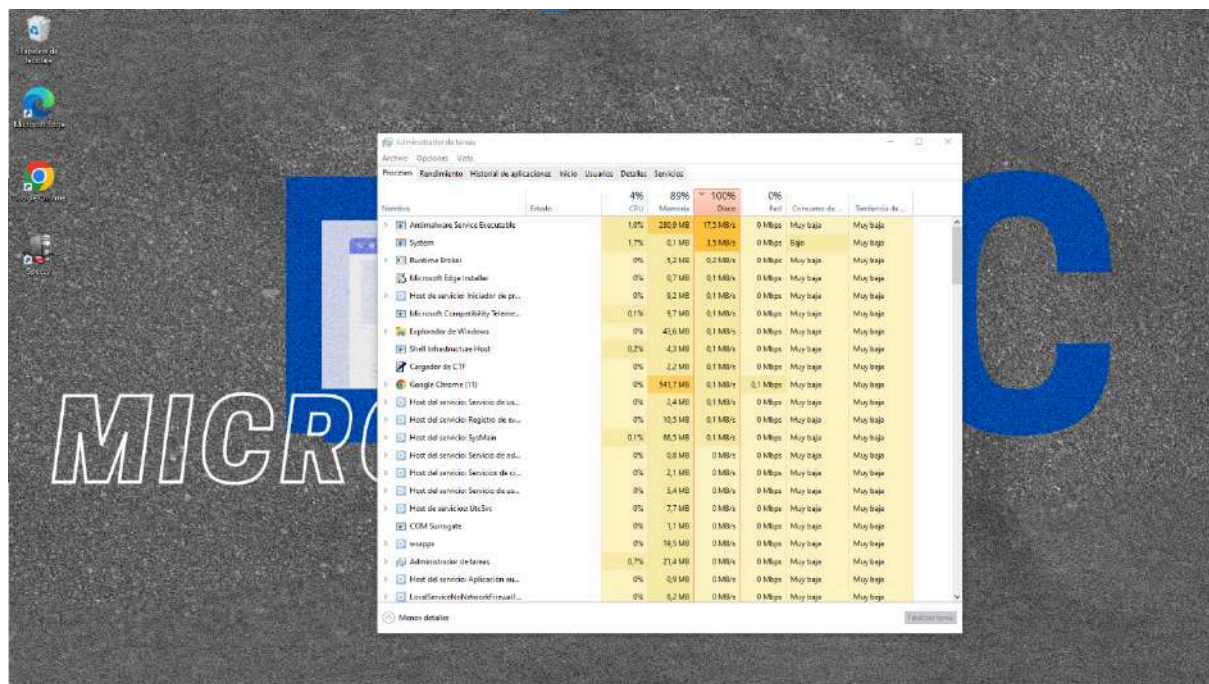 Papelera de
reciclaje
Microsoft Edge
Google Chrome
Speccy
MICR
C
Administrador de tareas
Archivo Opciones Vista
Procesos Rendimiento Historial de aplicaciones Inicio Usuarios Detalles Servicios
4% 89% 100% 0%
Nombre Estado CPU Memoria Disco Red Consumo de ... Tendencia de ...
Antimalware Service Executable 1,0% 280,9 MB 17,3 MB/s 0 Mbps Muy baja Muy baja
System 1,7% 0,1 MB 3,5 MB/s 0 Mbps Bajo Muy baja
Runtime Broker 0% 5,2 MB 0,2 MB/s 0 Mbps Muy baja Muy baja
Microsoft Edge Installer 0% 0,7 MB 0,1 MB/s 0 Mbps Muy baja Muy baja
Host de servicio: Iniciador de pr... 0% 9,2 MB 0,1 MB/s 0 Mbps Muy baja Muy baja
Microsoft Compatibility Teleme... 0,1% 9,7 MB 0,1 MB/s 0 Mbps Muy baja Muy baja
Explorador de Windows 0% 43,6 MB 0,1 MB/s 0 Mbps Muy baja Muy baja
Shell Infrastructure Host 0,2% 4,3 MB 0,1 MB/s 0 Mbps Muy baja Muy baja
Cargador de CTF 0% 2,2 MB 0,1 MB/s 0 Mbps Muy baja Muy baja
Google Chrome (11) 0% 541,7 MB 0,1 MB/s 0,1 Mbps Muy baja Muy baja
Host del servicio: Servicio de us... 0% 2,4 MB 0,1 MB/s 0 Mbps Muy baja Muy baja
Host del servicio: Registro de ev... 0% 10,5 MB 0,1 MB/s 0 Mbps Muy baja Muy baja
Host del servicio: SysMain 0,1% 66,5 MB 0,1 MB/s 0 Mbps Muy baja Muy baja
Host del servicio: Servicio de asi... 0% 0,8 MB 0 MB/s 0 Mbps Muy baja Muy baja
Host del servicio: Servicios de ci... 0% 2,1 MB 0 MB/s 0 Mbps Muy baja Muy baja
Host del servicio: Servicio de us... 0% 5,4 MB 0 MB/s 0 Mbps Muy baja Muy baja
Host de servicios: UtcSvc 0% 7,7 MB 0 MB/s 0 Mbps Muy baja Muy baja
COM Surrogate 0% 1,1 MB 0 MB/s 0 Mbps Muy baja Muy baja
wsappx 0% 19,5 MB 0 MB/s 0 Mbps Muy baja Muy baja
Administrador de tareas 0,7% 21,4 MB 0 MB/s 0 Mbps Muy baja Muy baja
Host del servicio: Aplicación au... 0% 0,9 MB 0 MB/s 0 Mbps Muy baja Muy baja
LocalServiceNoNetworkFirewall... 0% 8,2 MB 0 MB/s 0 Mbps Muy baja Muy baja
Menos detalles
Finalizar tarea